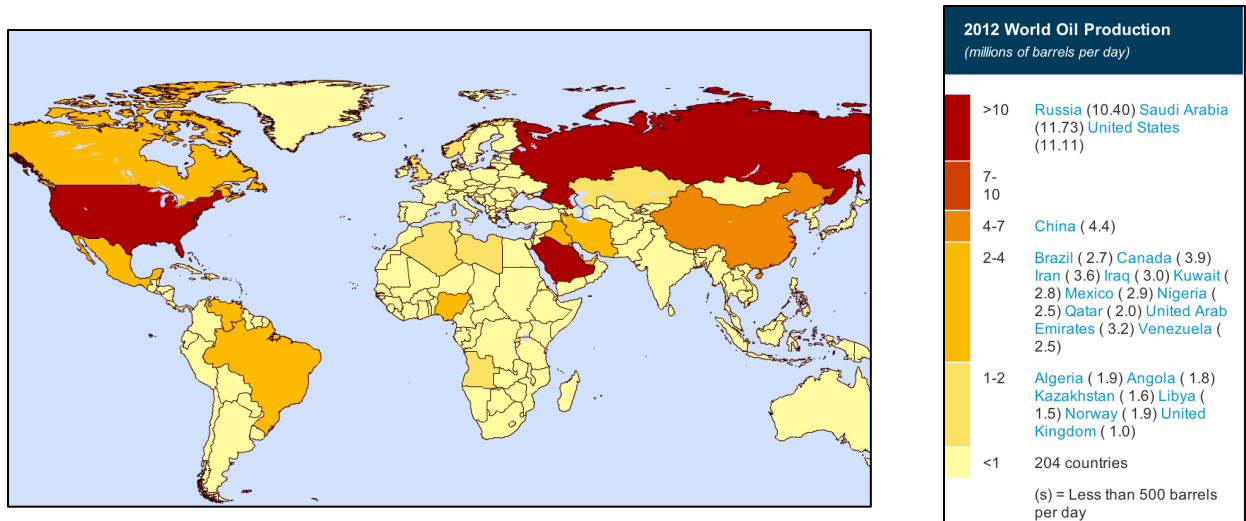 2012 World Oil Production
(millions of barrels per day)
>10 Russia (10.40) Saudi Arabia
(11.73) United States
(11.11)
7-
10
4-7 China ( 4.4)
2-4 Brazil ( 2.7) Canada ( 3.9)
Iran ( 3.6) Iraq ( 3.0) Kuwait (
2.8) Mexico ( 2.9) Nigeria (
2.5) Qatar ( 2.0) United Arab
Emirates ( 3.2) Venezuela (
2.5)
1-2 Algeria ( 1.9) Angola ( 1.8)
Kazakhstan ( 1.6) Libya (
1.5) Norway ( 1.9) United
Kingdom ( 1.0)
<1 204 countries
(s) = Less than 500 barrels
per day